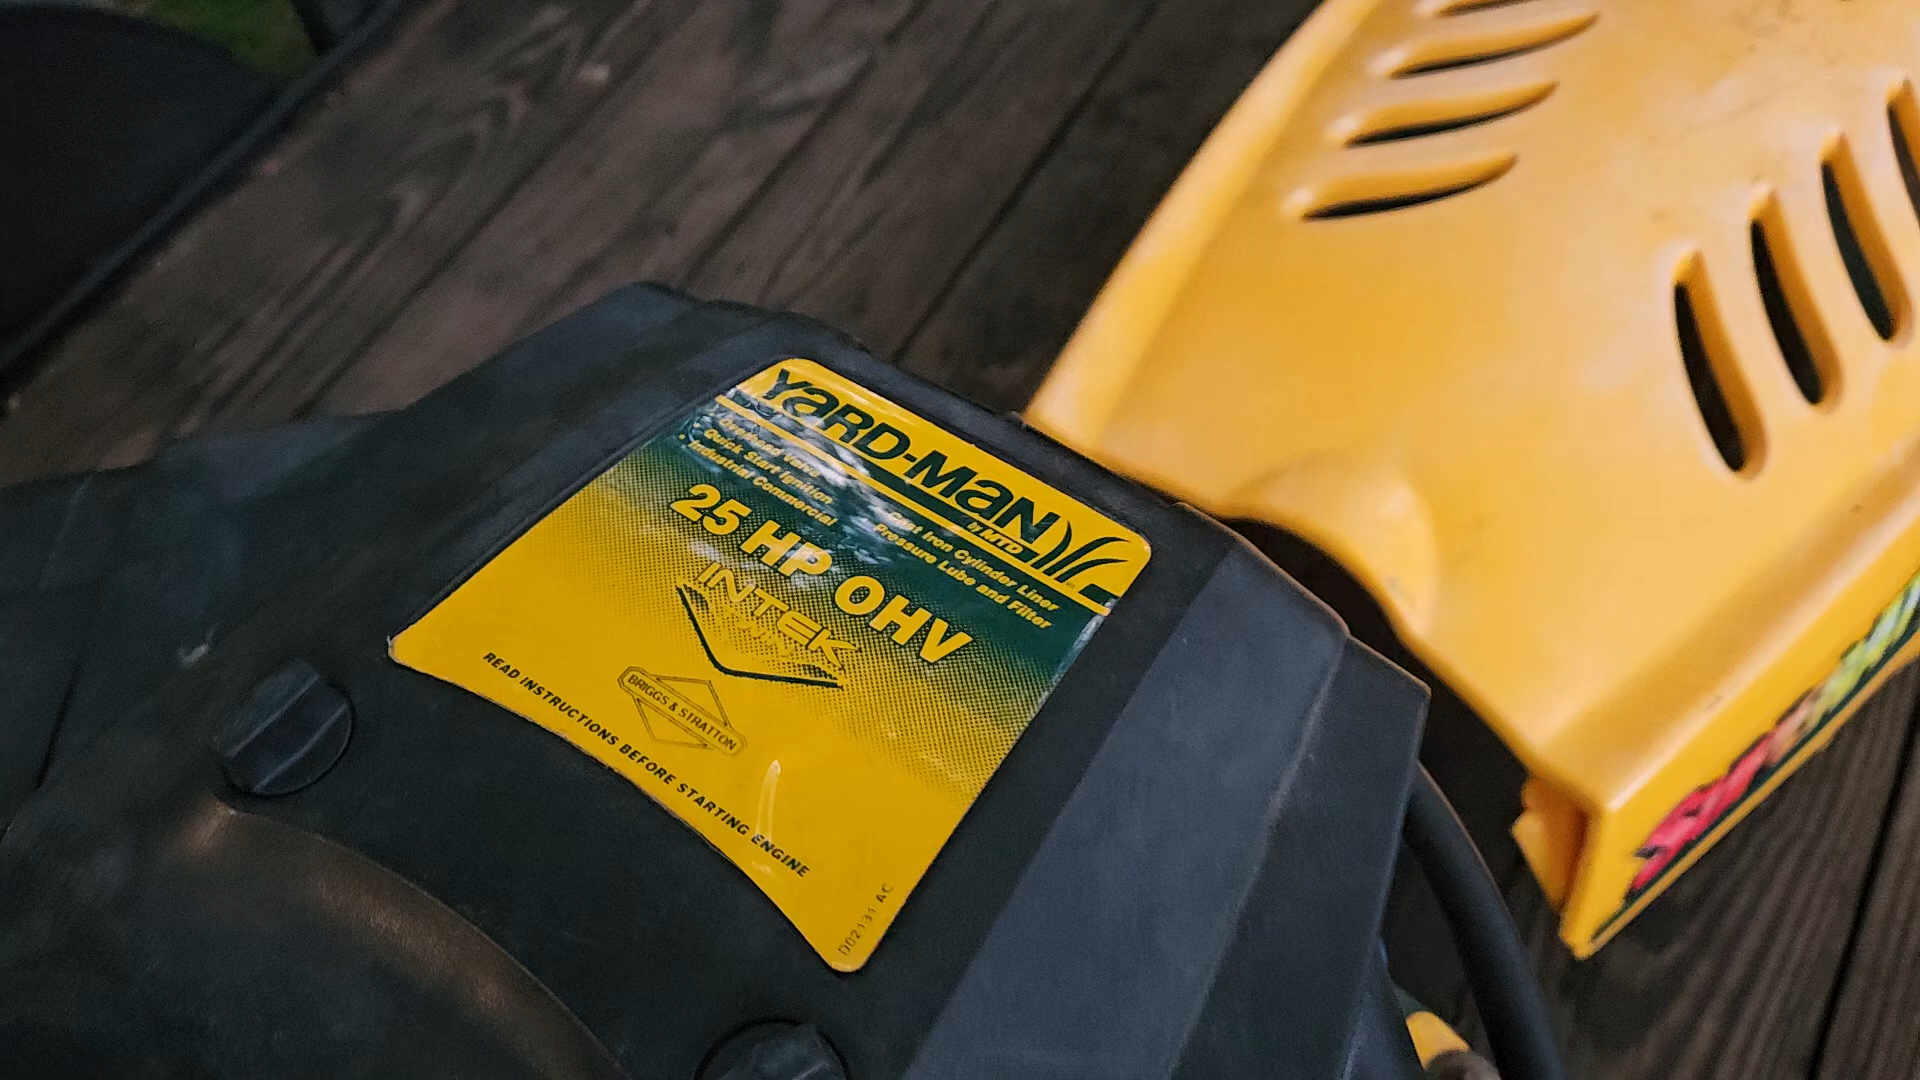 YARD-MAN
by MTD
• Overhead Valve
• Quick Start Ignition
• Industrial Commercial
Cast Iron Cylinder Liner
Pressure Lube and Filter
25 HP OHV
INTEK
BRIGGS & STRATTON
READ INSTRUCTIONS BEFORE STARTING ENGINE
D02131 AC